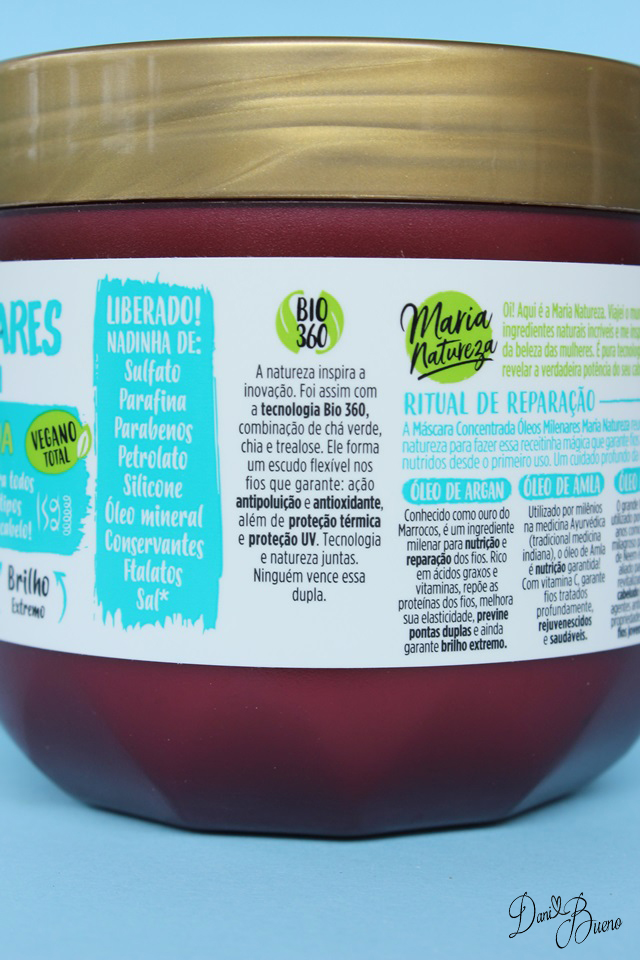 ARES
VEGANO
TOTAL
todos
cabelo!
Brilho
Extremo
LIBERADO!
NADINHA DE:
Sulfato
Parafina
Parabenos
Petrolato
Silicone
Óleo mineral
Conservantes
Ftalatos
Sal*
BIO
360
A natureza inspira a
inovação. Foi assim com
a tecnologia Bio 360,
combinação de chá verde,
chia e trealose. Ele forma
um escudo flexível nos
fios que garante: ação
antipoluição e antioxidante,
além de proteção térmica
e proteção UV. Tecnologia
e natureza juntas.
Ninguém vence essa
dupla.
Maria
Natureza
Oi! Aqui é a Maria Natureza. Viajei o
ingredientes naturais incríveis e me
da beleza das mulheres. É pura
revelar a verdadeira potência do seu
RITUAL DE REPARAÇÃO
A Máscara Concentrada Óleos Milenares Maria Natureza
natureza para fazer essa receitinha mágica que garante
nutridos desde o primeiro uso. Um cuidado profundo
ÓLEO DE ARGAN
Conhecido como ouro do
Marrocos, é um ingrediente
milenar para nutrição e
reparação dos fios. Rico
em ácidos graxos e
vitaminas, repõe as
proteínas dos fios, melhora
sua elasticidade, previne
pontas duplas e ainda
garante brilho extremo.
ÓLEO DE AMLA
Utilizado por milênios
na medicina Ayurvédica
(tradicional medicina
indiana), o óleo de Amla
é nutrição garantida!
Com vitamina C, garante
fios tratados
profundamente,
rejuvenescidos
e saudáveis.
ÓLEO
Dani Bueno